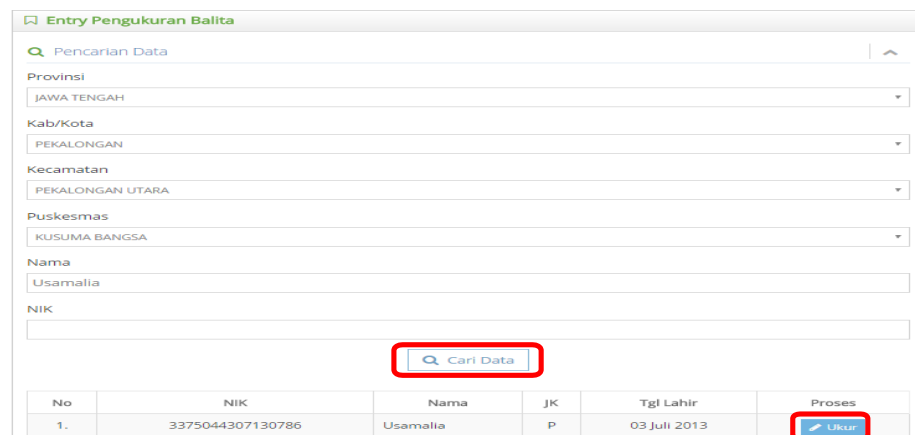 Entry Pengukuran Balita
Pencarian Data
Provinsi
JAWA TENGAH
Kab/Kota
PEKALONGAN
Kecamatan
PEKALONGAN UTARA
Puskesmas
KUSUMA BANGSA
Nama
Usamalia
NIK
Cari Data
No NIK Nama JK Tgl Lahir Proses
1. 3375044307130786 Usamalia P 03 Juli 2013 Ukur